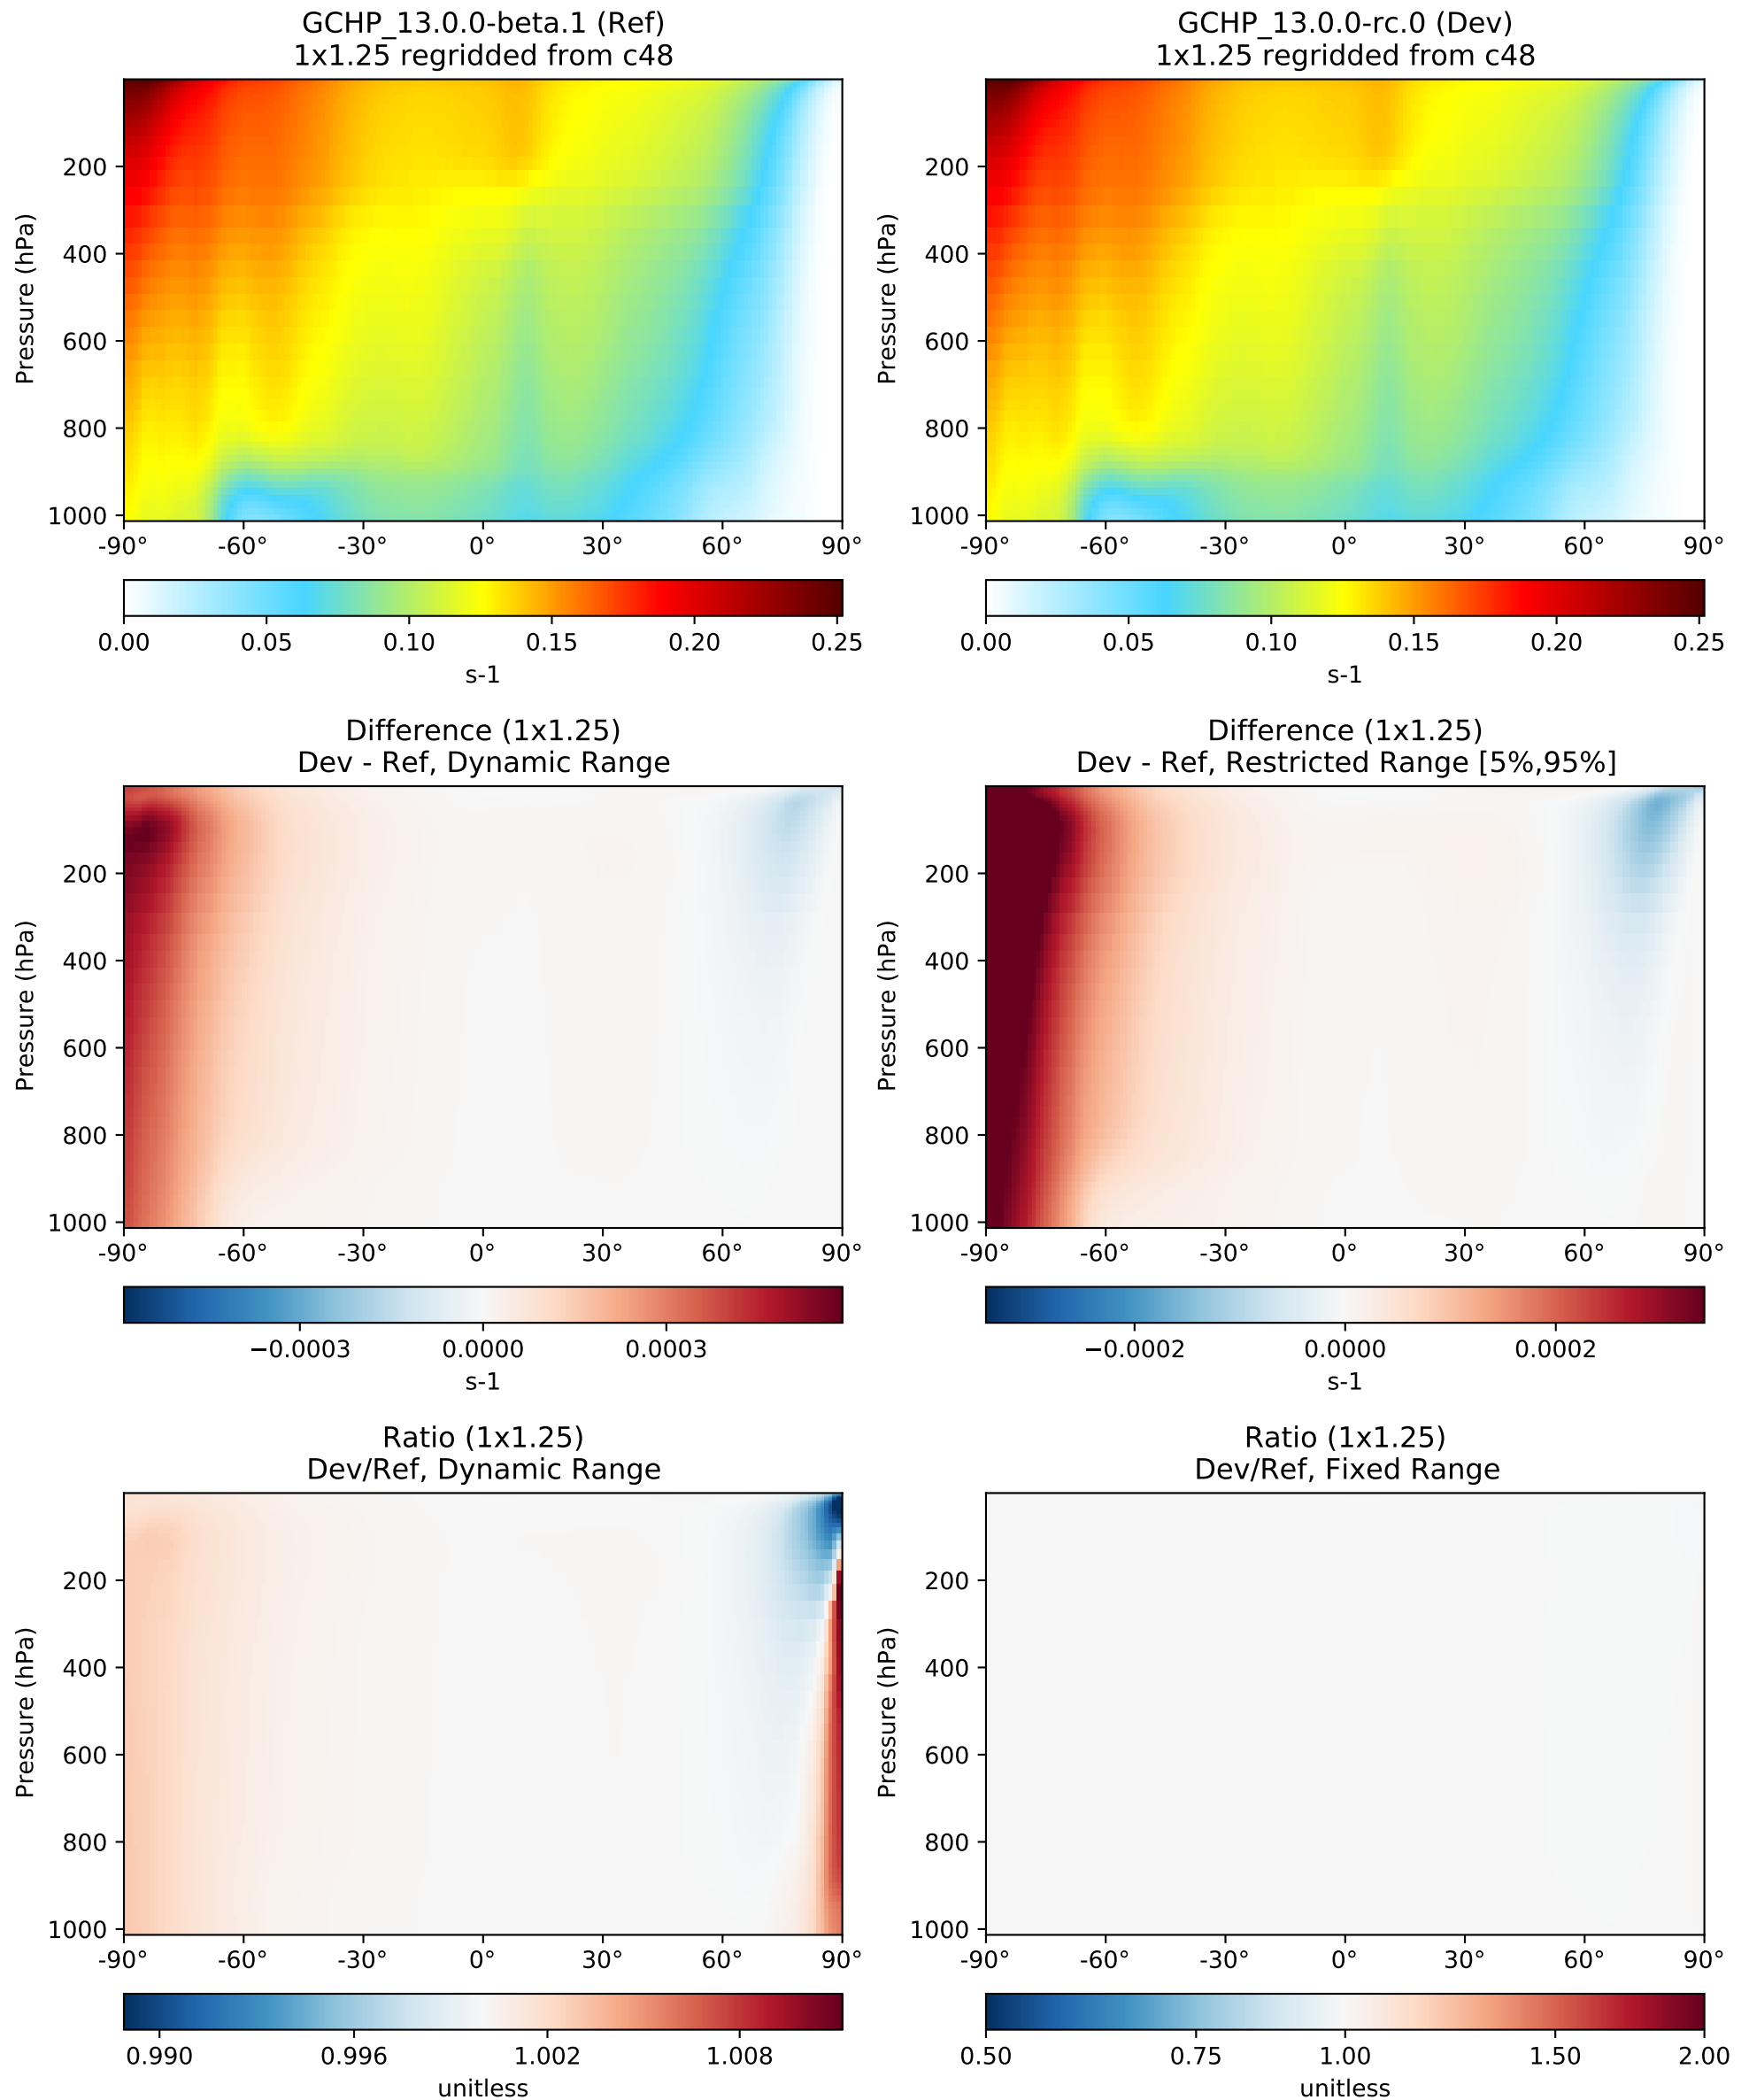 GCHP_13.0.0-beta.1 (Ref)
1x1.25 regridded from c48
Pressure (hPa)
200
400
600
800
1000
-90° -60° -30° 0° 30° 60° 90°
0.00 0.05 0.10 0.15 0.20 0.25
s-1
GCHP_13.0.0-rc.0 (Dev)
1x1.25 regridded from c48
Pressure (hPa)
200
400
600
800
1000
-90° -60° -30° 0° 30° 60° 90°
0.00 0.05 0.10 0.15 0.20 0.25
s-1
Difference (1x1.25)
Dev - Ref, Dynamic Range
Pressure (hPa)
200
400
600
800
1000
-90° -60° -30° 0° 30° 60° 90°
−0.0003 0.0000 0.0003
s-1
Difference (1x1.25)
Dev - Ref, Restricted Range [5%,95%]
Pressure (hPa)
200
400
600
800
1000
-90° -60° -30° 0° 30° 60° 90°
−0.0002 0.0000 0.0002
s-1
Ratio (1x1.25)
Dev/Ref, Dynamic Range
Pressure (hPa)
200
400
600
800
1000
-90° -60° -30° 0° 30° 60° 90°
0.990 0.996 1.002 1.008
unitless
Ratio (1x1.25)
Dev/Ref, Fixed Range
Pressure (hPa)
200
400
600
800
1000
-90° -60° -30° 0° 30° 60° 90°
0.50 0.75 1.00 1.50 2.00
unitless